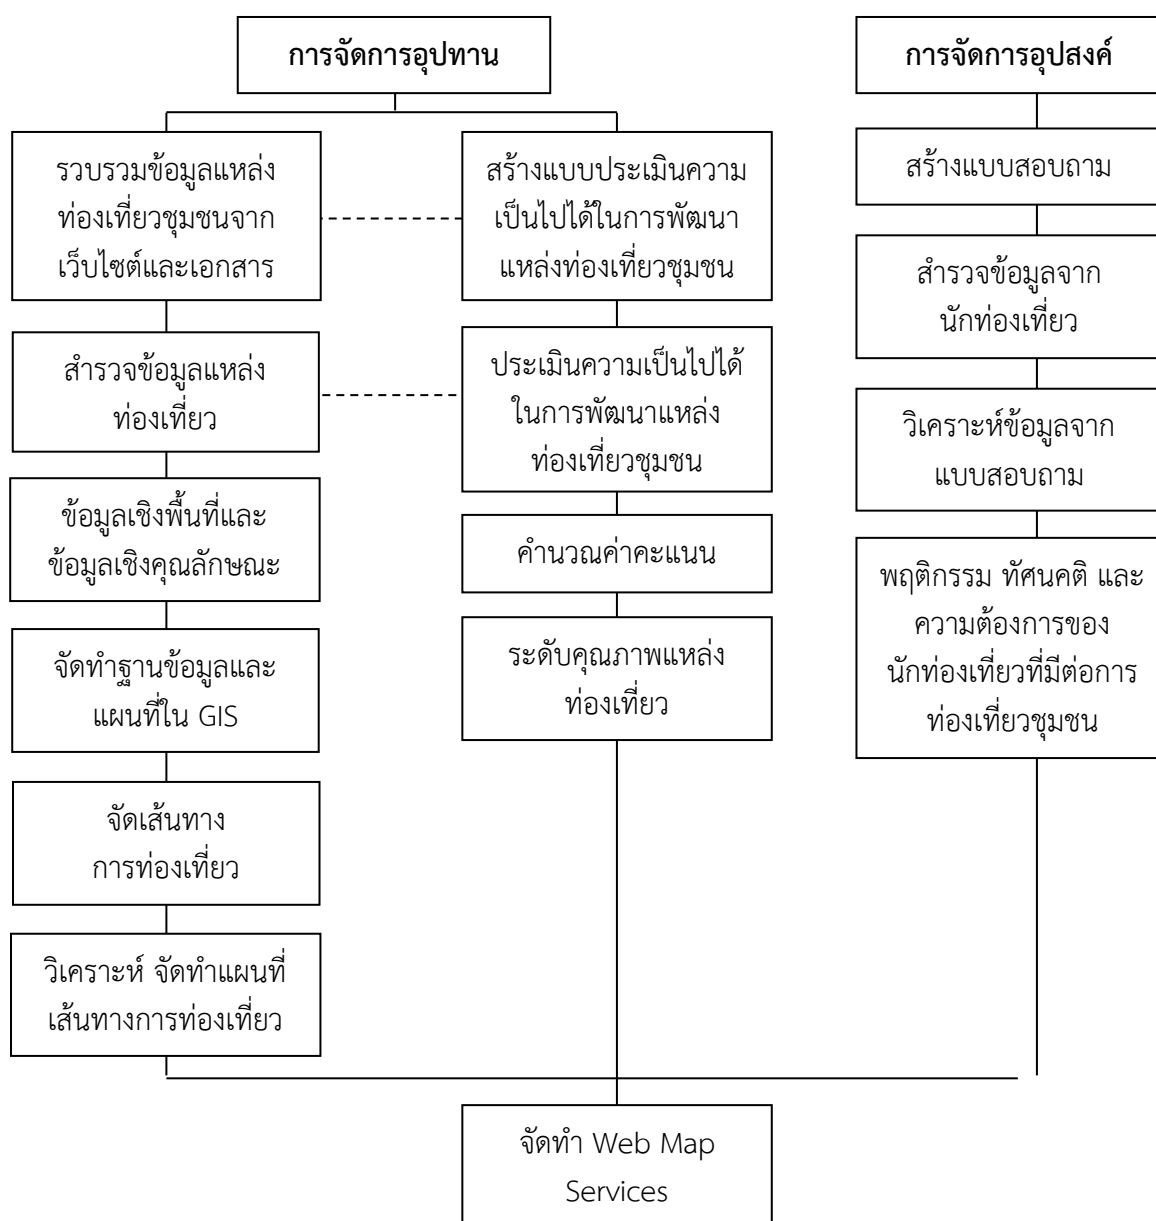 การจัดการอุปทาน
รวบรวมข้อมูลแหล่ง
ท่องเที่ยวชุมชนจาก
เว็บไซต์และเอกสาร
สำรวจข้อมูลแหล่ง
ท่องเที่ยว
ข้อมูลเชิงพื้นที่และ
ข้อมูลเชิงคุณลักษณะ
จัดทำฐานข้อมูลและ
แผนที่ใน GIS
จัดเส้นทาง
การท่องเที่ยว
วิเคราะห์ จัดทำแผนที่
เส้นทางการท่องเที่ยว
สร้างแบบประเมินความ
เป็นไปได้ในการพัฒนา
แหล่งท่องเที่ยวชุมชน
ประเมินความเป็นไปได้
ในการพัฒนาแหล่ง
ท่องเที่ยวชุมชน
คำนวณค่าคะแนน
ระดับคุณภาพแหล่ง
ท่องเที่ยว
การจัดการอุปสงค์
สร้างแบบสอบถาม
สำรวจข้อมูลจาก
นักท่องเที่ยว
วิเคราะห์ข้อมูลจาก
แบบสอบถาม
พฤติกรรม ทัศนคติ และ
ความต้องการของ
นักท่องเที่ยวที่มีต่อการ
ท่องเที่ยวชุมชน
จัดทำ Web Map
Services